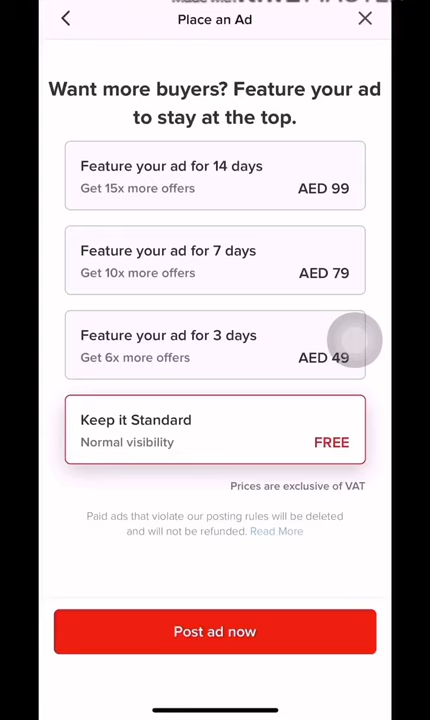 Place an Ad
Want more buyers? Feature your ad
to stay at the top.
Feature your ad for 14 days
Get 15x more offers
AED 99
Feature your ad for 7 days
Get 10x more offers
AED 79
Feature your ad for 3 days
Get 6x more offers
AED 49
Keep it Standard
Normal visibility
FREE
Prices are exclusive of VAT
Paid ads that violate our posting rules will be deleted
and will not be refunded. Read More
Post ad now